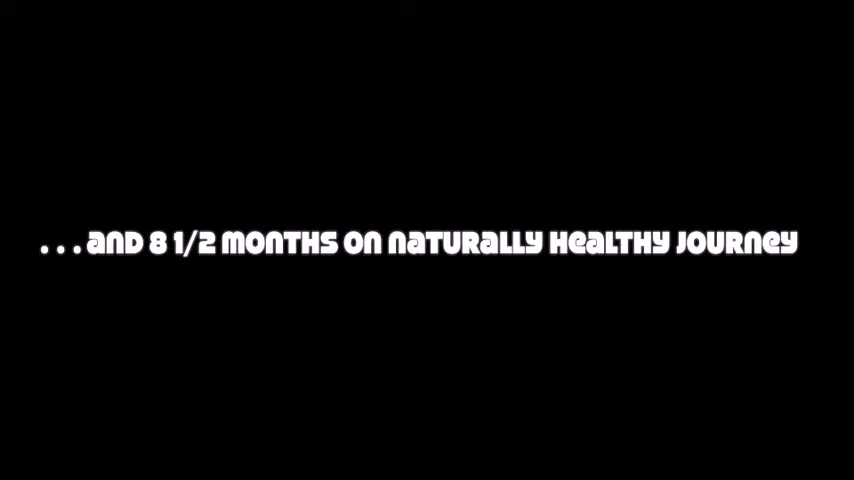 . . . and 8 1/2 months on naturally healthy journey